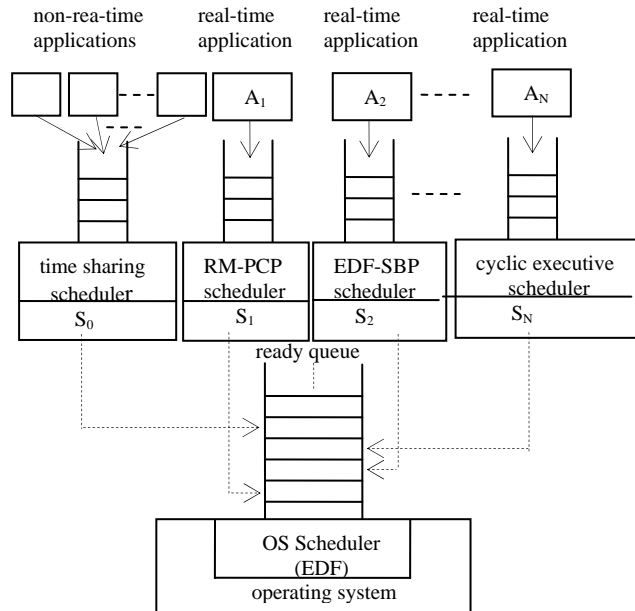 non-rea-time
applications
real-time
application
real-time
application
real-time
application
A1
A2
AN
time sharing
scheduler
S0
RM-PCP
scheduler
S1
EDF-SBP
scheduler
S2
cyclic executive
scheduler
SN
ready queue
OS Scheduler
(EDF)
operating system